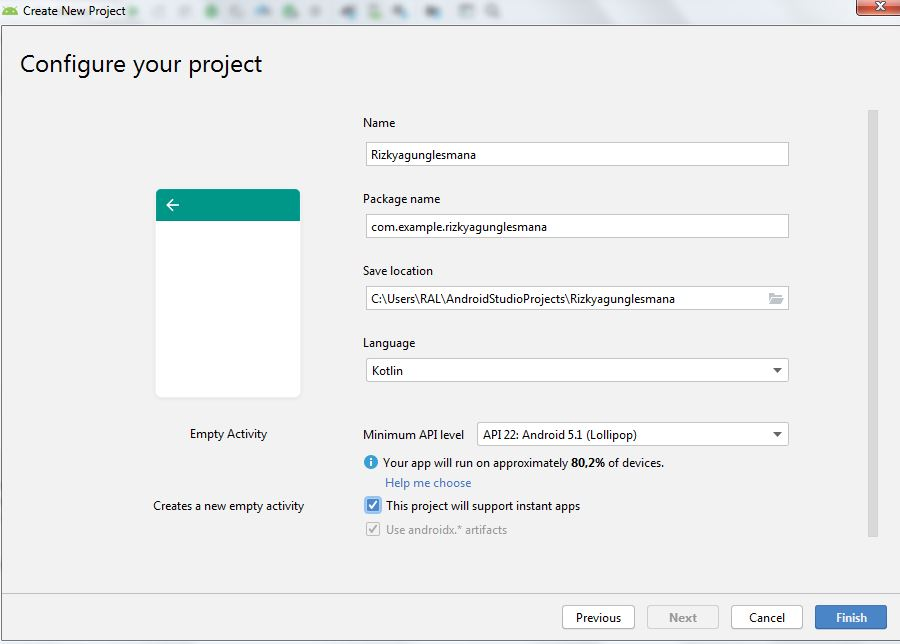 Create New Project
Configure your project
Name
Rizkyagunglesmana
Package name
com.example.rizkyagunglesmana
Save location
C:\Users\RAL\AndroidStudioProjects\Rizkyagunglesmana
Language
Kotlin
Empty Activity
Minimum API level API 22: Android 5.1 (Lollipop)
Your app will run on approximately 80,2% of devices.
Help me choose
Creates a new empty activity
This project will support instant apps
Use androidx.* artifacts
Previous Next Cancel Finish